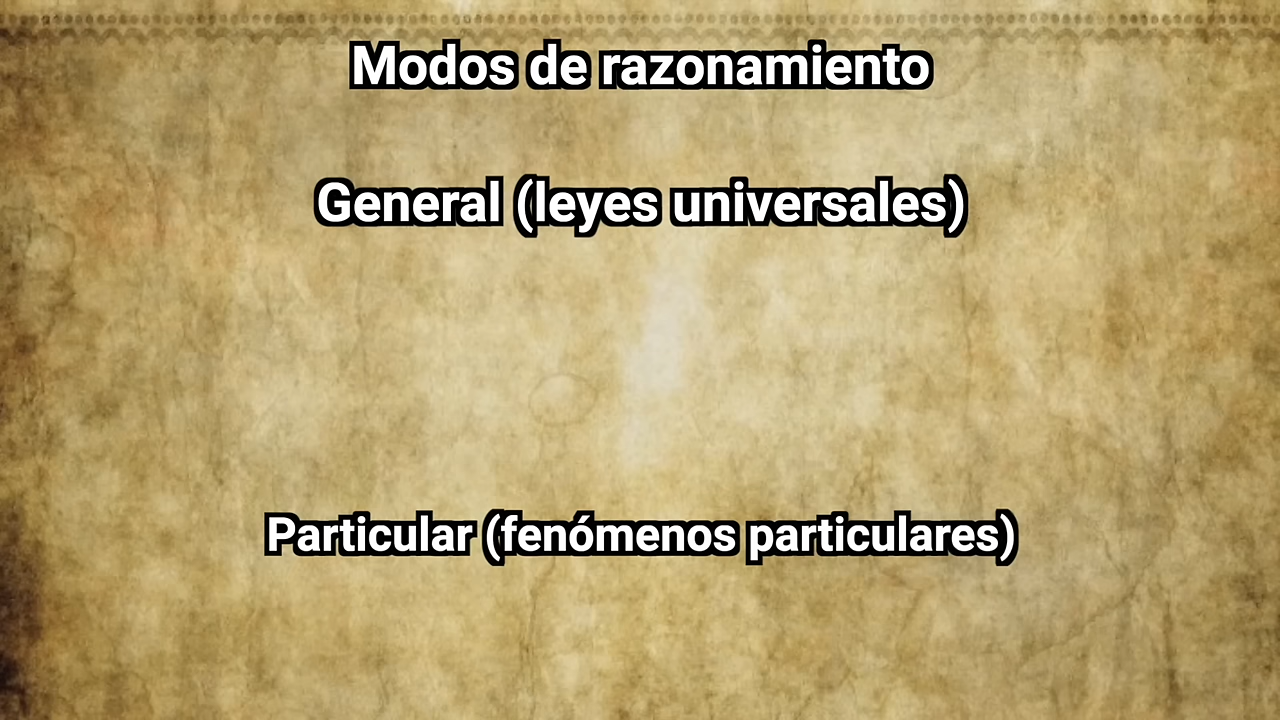 Modos de razonamiento
General (leyes universales)
Particular (fenómenos particulares)